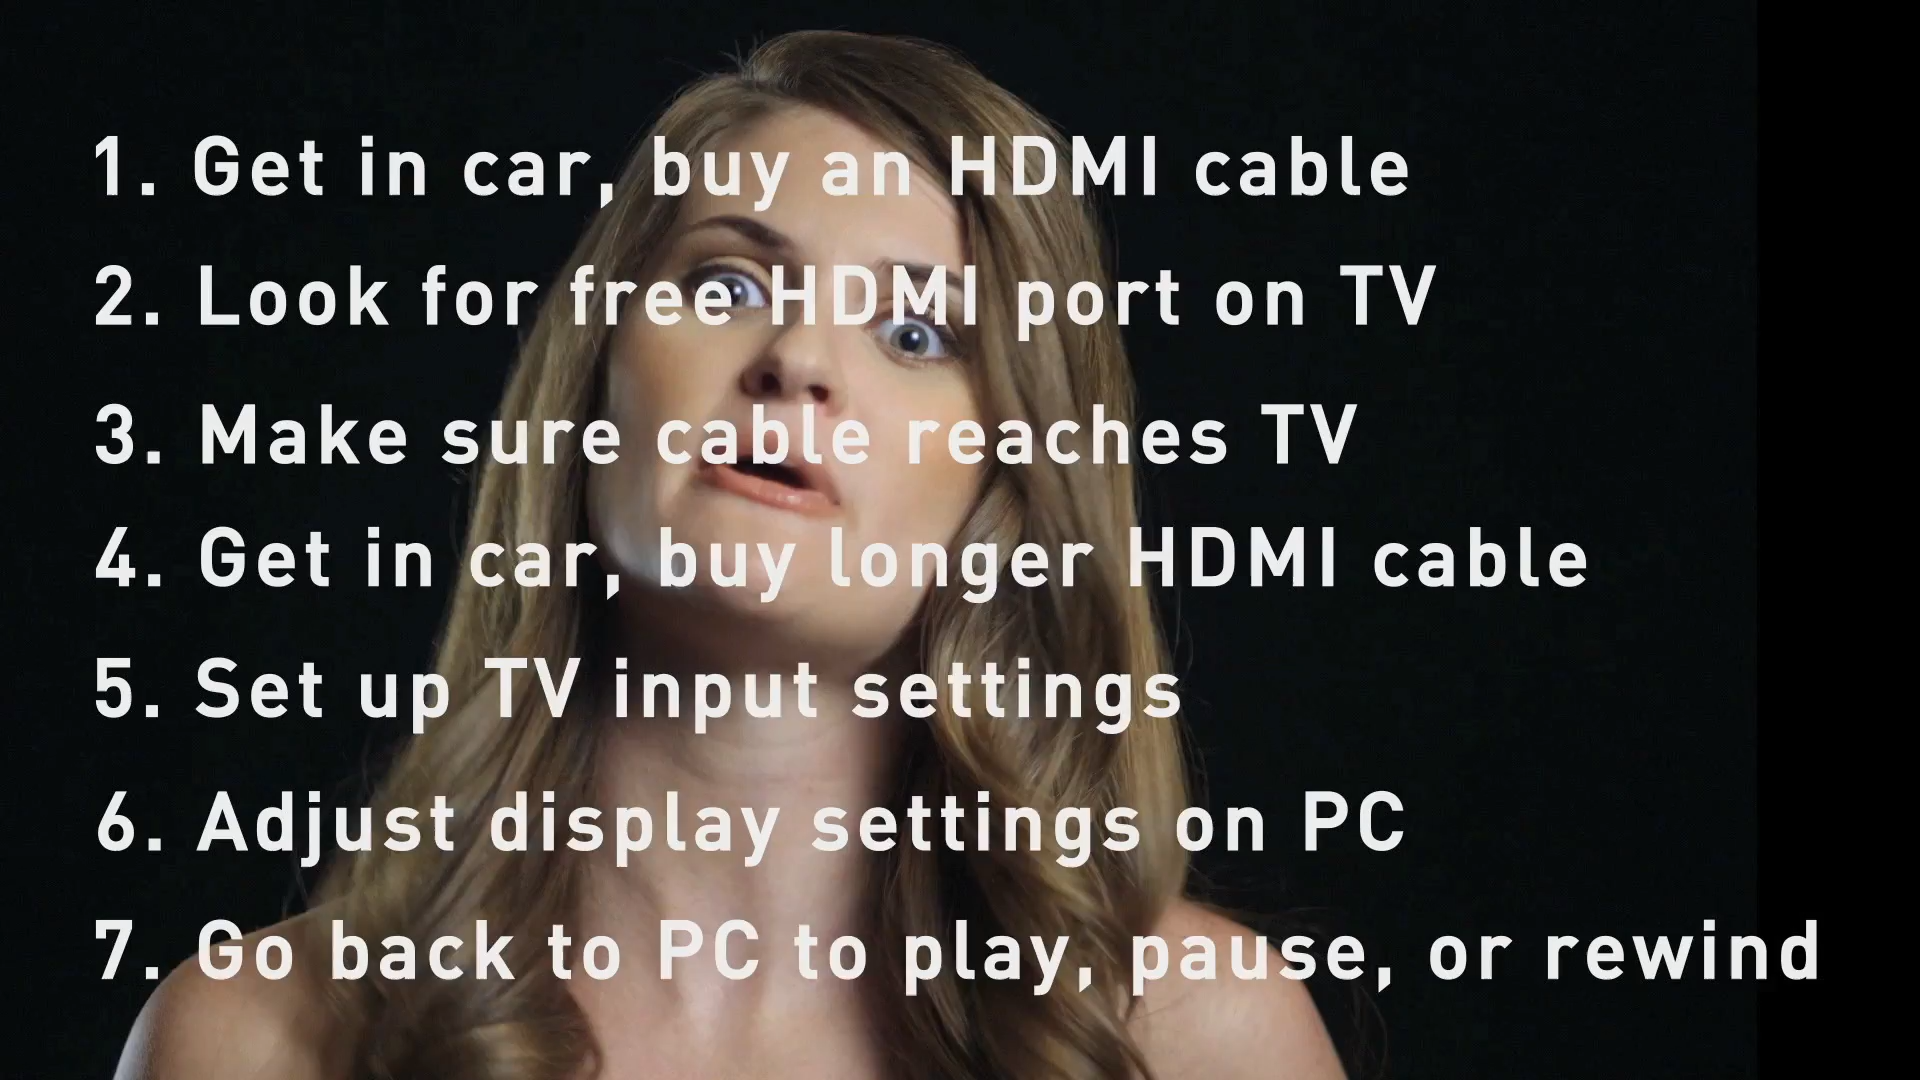 1. Get in car, buy an HDMI cable
2. Look for free HDMI port on TV
3. Make sure cable reaches TV
4. Get in car, buy longer HDMI cable
5. Set up TV input settings
6. Adjust display settings on PC
7. Go back to PC to play, pause, or rewind